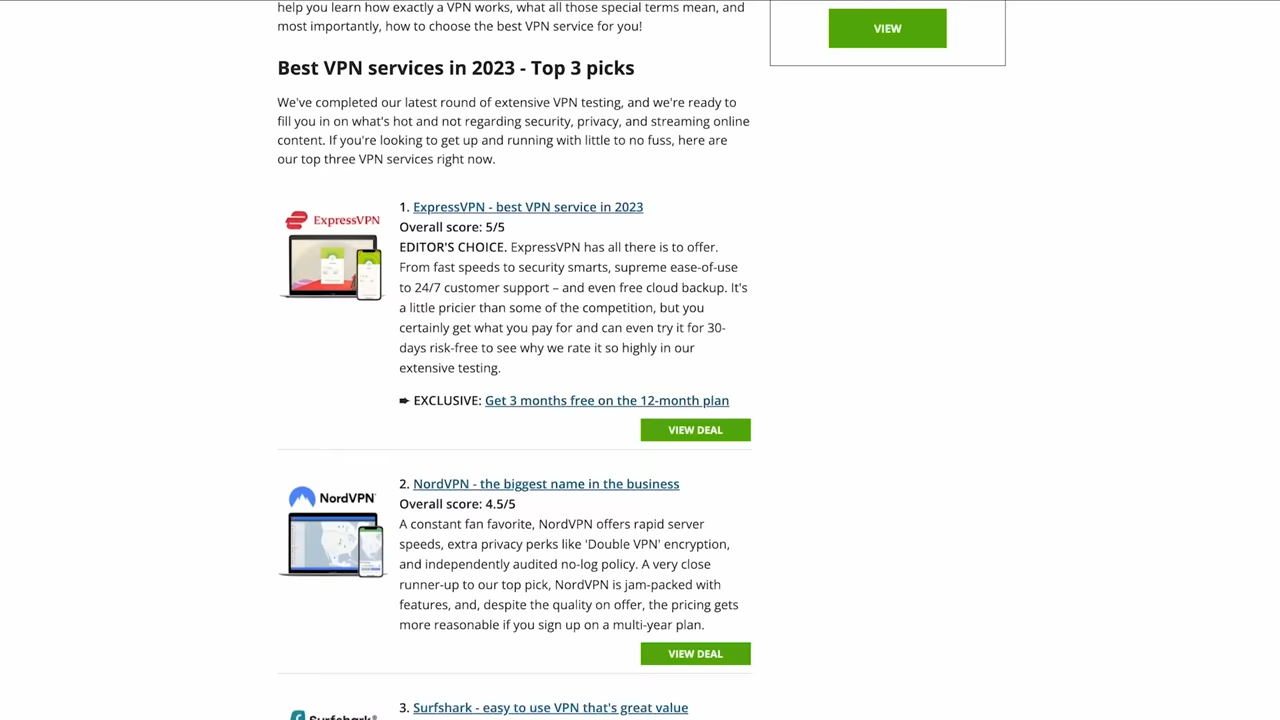 help you learn how exactly a VPN works, what all those special terms mean, and
most importantly, how to choose the best VPN service for you!
VIEW
Best VPN services in 2023 - Top 3 picks
We've completed our latest round of extensive VPN testing, and we're ready to
fill you in on what's hot and not regarding security, privacy, and streaming online
content. If you're looking to get up and running with little to no fuss, here are
our top three VPN services right now.
ExpressVPN
1. ExpressVPN - best VPN service in 2023
Overall score: 5/5
EDITOR'S CHOICE. ExpressVPN has all there is to offer.
From fast speeds to security smarts, supreme ease-of-use
to 24/7 customer support – and even free cloud backup. It's
a little pricier than some of the competition, but you
certainly get what you pay for and can even try it for 30-
days risk-free to see why we rate it so highly in our
extensive testing.
➨ EXCLUSIVE: Get 3 months free on the 12-month plan
VIEW DEAL
NordVPN
2. NordVPN - the biggest name in the business
Overall score: 4.5/5
A constant fan favorite, NordVPN offers rapid server
speeds, extra privacy perks like 'Double VPN' encryption,
and independently audited no-log policy. A very close
runner-up to our top pick, NordVPN is jam-packed with
features, and, despite the quality on offer, the pricing gets
more reasonable if you sign up on a multi-year plan.
VIEW DEAL
Surfshark
3. Surfshark - easy to use VPN that's great value